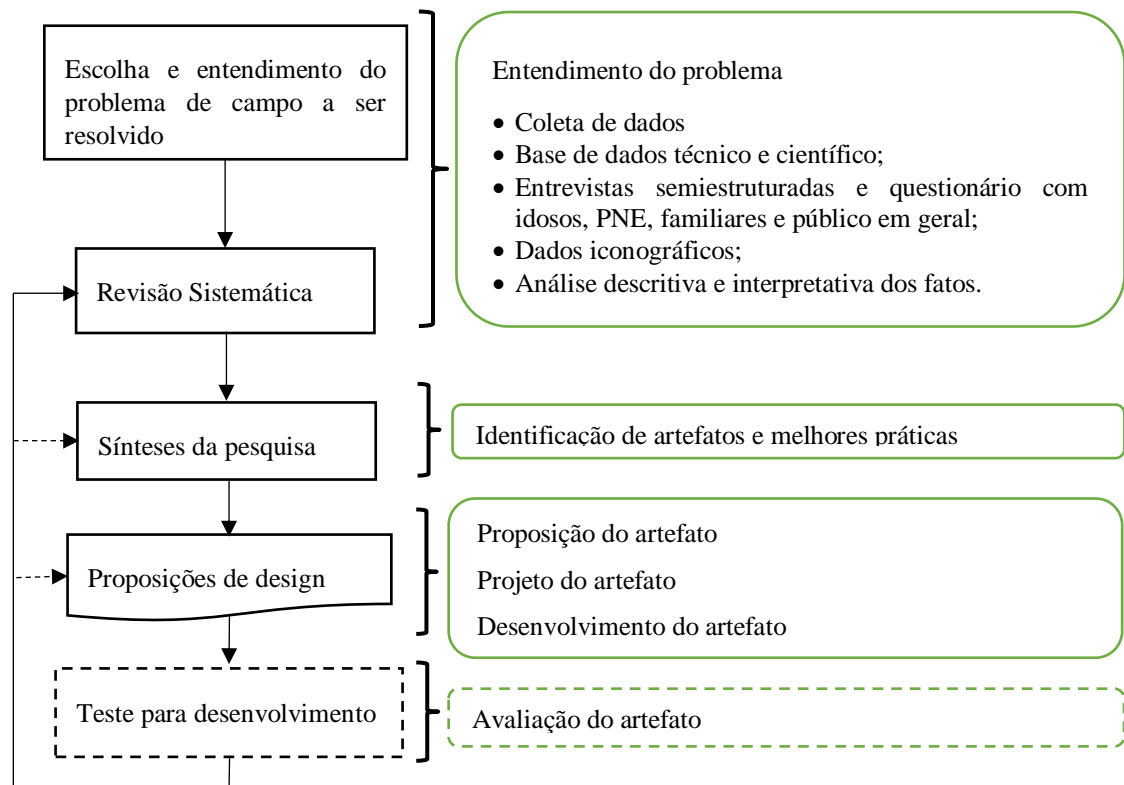 Escolha e entendimento do
problema de campo a ser
resolvido
Entendimento do problema
• Coleta de dados
• Base de dados técnico e científico;
• Entrevistas semiestruturadas e questionário com
idosos, PNE, familiares e público em geral;
• Dados iconográficos;
• Análise descritiva e interpretativa dos fatos.
Revisão Sistemática
Sínteses da pesquisa
Identificação de artefatos e melhores práticas
Proposições de design
Proposição do artefato
Projeto do artefato
Desenvolvimento do artefato
Teste para desenvolvimento
Avaliação do artefato